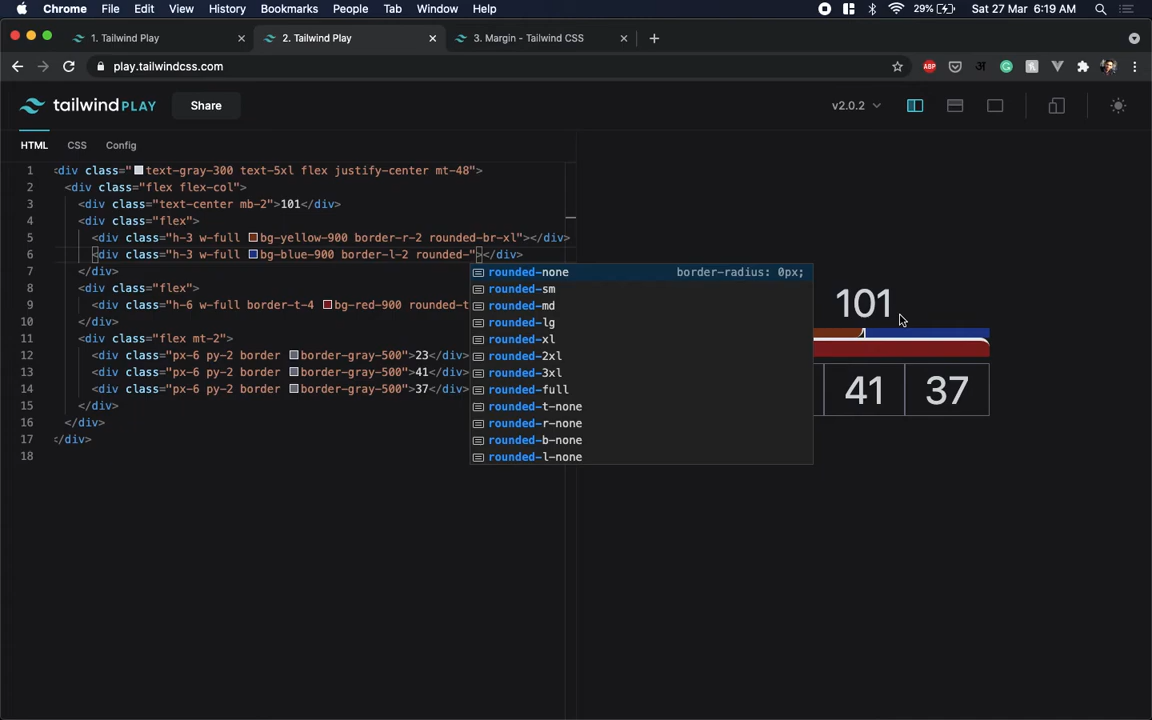 Chrome File Edit View History Bookmarks People Tab Window Help 29% Sat 27 Mar 6:19 AM
1. Tailwind Play 2. Tailwind Play 3. Margin - Tailwind CSS
play.tailwindcss.com ABP अ
tailwind PLAY Share v2.0.2
HTML CSS Config
1 <div class="text-gray-300 text-5xl flex justify-center mt-48">
2 <div class="flex flex-col">
3 <div class="text-center mb-2">101</div>
4 <div class="flex">
5 <div class="h-3 w-full bg-yellow-900 border-r-2 rounded-br-xl"></div>
6 <div class="h-3 w-full bg-blue-900 border-l-2 rounded-"></div>
7 </div>
8 <div class="flex">
9 <div class="h-6 w-full border-t-4 bg-red-900 rounded-t
10 </div>
11 <div class="flex mt-2">
12 <div class="px-6 py-2 border border-gray-500">23</div>
13 <div class="px-6 py-2 border border-gray-500">41</div>
14 <div class="px-6 py-2 border border-gray-500">37</div>
15 </div>
16 </div>
17 </div>
18
rounded-none border-radius: 0px;
rounded-sm
rounded-md
rounded-lg
rounded-xl
rounded-2xl
rounded-3xl
rounded-full
rounded-t-none
rounded-r-none
rounded-b-none
rounded-l-none
101
41 37